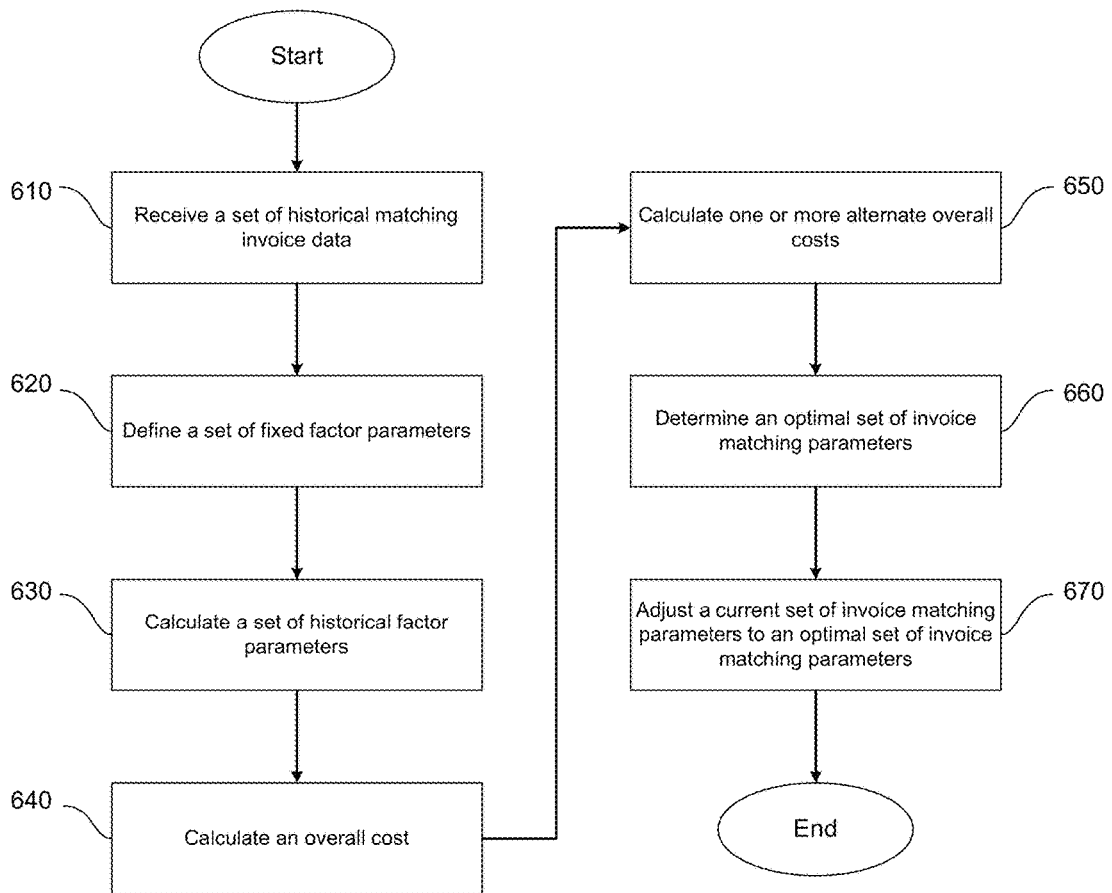 Start
610
Receive a set of historical matching
invoice data
620
Define a set of fixed factor parameters
630
Calculate a set of historical factor
parameters
640
Calculate an overall cost
650
Calculate one or more alternate overall
costs
660
Determine an optimal set of invoice
matching parameters
670
Adjust a current set of invoice matching
parameters to an optimal set of invoice
matching parameters
End